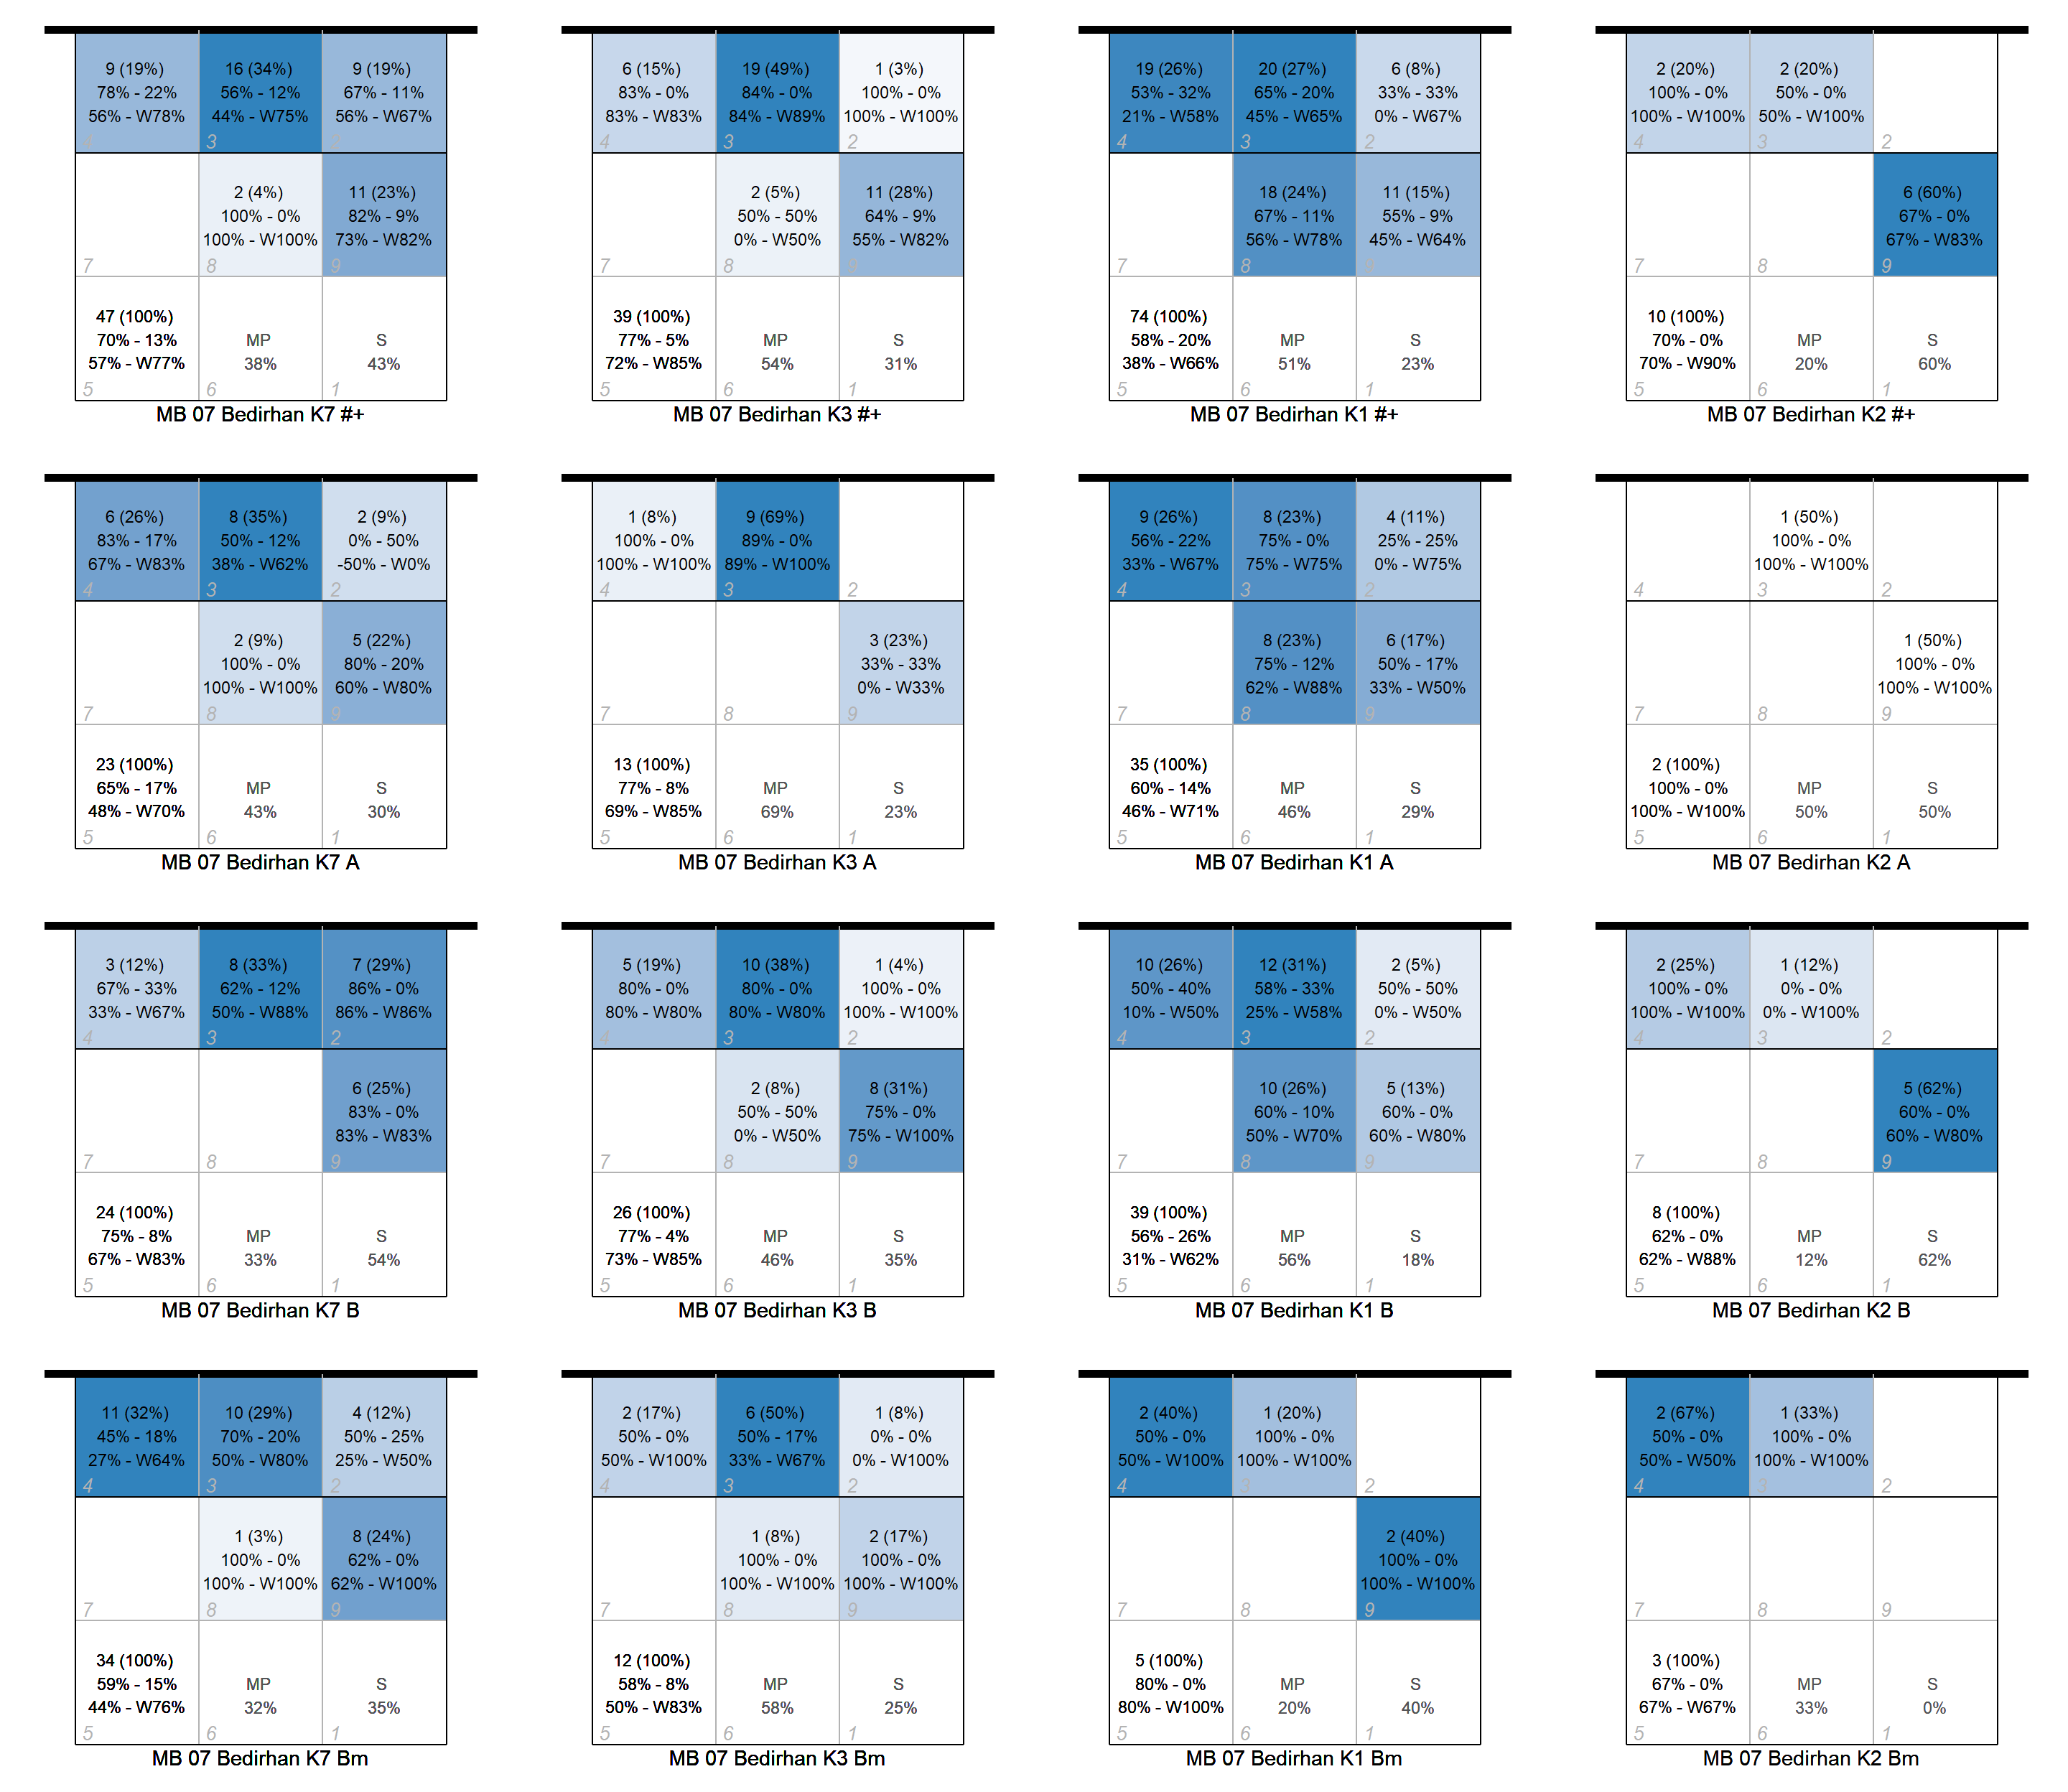 9 (19%)
78% - 22%
56% - W78%
4
16 (34%)
56% - 12%
44% - W75%
3
9 (19%)
67% - 11%
56% - W67%
2
7
2 (4%)
100% - 0%
100% - W100%
8
11 (23%)
82% - 9%
73% - W82%
9
47 (100%)
70% - 13%
57% - W77%
5
MP
38%
6
S
43%
1
MB 07 Bedirhan K7 #+
6 (15%)
83% - 0%
83% - W83%
4
19 (49%)
84% - 0%
84% - W89%
3
1 (3%)
100% - 0%
100% - W100%
2
7
2 (5%)
50% - 50%
0% - W50%
8
11 (28%)
64% - 9%
55% - W82%
9
39 (100%)
77% - 5%
72% - W85%
5
MP
54%
6
S
31%
1
MB 07 Bedirhan K3 #+
19 (26%)
53% - 32%
21% - W58%
4
20 (27%)
65% - 20%
45% - W65%
3
6 (8%)
33% - 33%
0% - W67%
2
7
18 (24%)
67% - 11%
56% - W78%
8
11 (15%)
55% - 9%
45% - W64%
9
74 (100%)
58% - 20%
38% - W66%
5
MP
51%
6
S
23%
1
MB 07 Bedirhan K1 #+
2 (20%)
100% - 0%
100% - W100%
4
2 (20%)
50% - 0%
50% - W100%
3
2
7
8
6 (60%)
67% - 0%
67% - W83%
9
10 (100%)
70% - 0%
70% - W90%
5
MP
20%
6
S
60%
1
MB 07 Bedirhan K2 #+
6 (26%)
83% - 17%
67% - W83%
4
8 (35%)
50% - 12%
38% - W62%
3
2 (9%)
0% - 50%
-50% - W0%
2
7
2 (9%)
100% - 0%
100% - W100%
8
5 (22%)
80% - 20%
60% - W80%
9
23 (100%)
65% - 17%
48% - W70%
5
MP
43%
6
S
30%
1
MB 07 Bedirhan K7 A
1 (8%)
100% - 0%
100% - W100%
4
9 (69%)
89% - 0%
89% - W100%
3
2
7
8
3 (23%)
33% - 33%
0% - W33%
9
13 (100%)
77% - 8%
69% - W85%
5
MP
69%
6
S
23%
1
MB 07 Bedirhan K3 A
9 (26%)
56% - 22%
33% - W67%
4
8 (23%)
75% - 0%
75% - W75%
3
4 (11%)
25% - 25%
0% - W75%
2
7
8 (23%)
75% - 12%
62% - W88%
8
6 (17%)
50% - 17%
33% - W50%
9
35 (100%)
60% - 14%
46% - W71%
5
MP
46%
6
S
29%
1
MB 07 Bedirhan K1 A
4
1 (50%)
100% - 0%
100% - W100%
3
2
7
8
1 (50%)
100% - 0%
100% - W100%
9
2 (100%)
100% - 0%
100% - W100%
5
MP
50%
6
S
50%
1
MB 07 Bedirhan K2 A
3 (12%)
67% - 33%
33% - W67%
4
8 (33%)
62% - 12%
50% - W88%
3
7 (29%)
86% - 0%
86% - W86%
2
7
8
6 (25%)
83% - 0%
83% - W83%
9
24 (100%)
75% - 8%
67% - W83%
5
MP
33%
6
S
54%
1
MB 07 Bedirhan K7 B
5 (19%)
80% - 0%
80% - W80%
4
10 (38%)
80% - 0%
80% - W80%
3
1 (4%)
100% - 0%
100% - W100%
2
7
2 (8%)
50% - 50%
0% - W50%
8
8 (31%)
75% - 0%
75% - W100%
9
26 (100%)
77% - 4%
73% - W85%
5
MP
46%
6
S
35%
1
MB 07 Bedirhan K3 B
10 (26%)
50% - 40%
10% - W50%
4
12 (31%)
58% - 33%
25% - W58%
3
2 (5%)
50% - 50%
0% - W50%
2
7
10 (26%)
60% - 10%
50% - W70%
8
5 (13%)
60% - 0%
60% - W80%
9
39 (100%)
56% - 26%
31% - W62%
5
MP
56%
6
S
18%
1
MB 07 Bedirhan K1 B
2 (25%)
100% - 0%
100% - W100%
4
1 (12%)
0% - 0%
0% - W100%
3
2
7
8
5 (62%)
60% - 0%
60% - W80%
9
8 (100%)
62% - 0%
62% - W88%
5
MP
12%
6
S
62%
1
MB 07 Bedirhan K2 B
11 (32%)
45% - 18%
27% - W64%
4
10 (29%)
70% - 20%
50% - W80%
3
4 (12%)
50% - 25%
25% - W50%
2
7
1 (3%)
100% - 0%
100% - W100%
8
8 (24%)
62% - 0%
62% - W100%
9
34 (100%)
59% - 15%
44% - W76%
5
MP
32%
6
S
35%
1
MB 07 Bedirhan K7 Bm
2 (17%)
50% - 0%
50% - W100%
4
6 (50%)
50% - 17%
33% - W67%
3
1 (8%)
0% - 0%
0% - W100%
2
7
1 (8%)
100% - 0%
100% - W100%
8
2 (17%)
100% - 0%
100% - W100%
9
12 (100%)
58% - 8%
50% - W83%
5
MP
58%
6
S
25%
1
MB 07 Bedirhan K3 Bm
2 (40%)
50% - 0%
50% - W100%
4
1 (20%)
100% - 0%
100% - W100%
3
2
7
8
2 (40%)
100% - 0%
100% - W100%
9
5 (100%)
80% - 0%
80% - W100%
5
MP
20%
6
S
40%
1
MB 07 Bedirhan K1 Bm
2 (67%)
50% - 0%
50% - W50%
4
1 (33%)
100% - 0%
100% - W100%
3
2
7
8
9
3 (100%)
67% - 0%
67% - W67%
5
MP
33%
6
S
0%
1
MB 07 Bedirhan K2 Bm